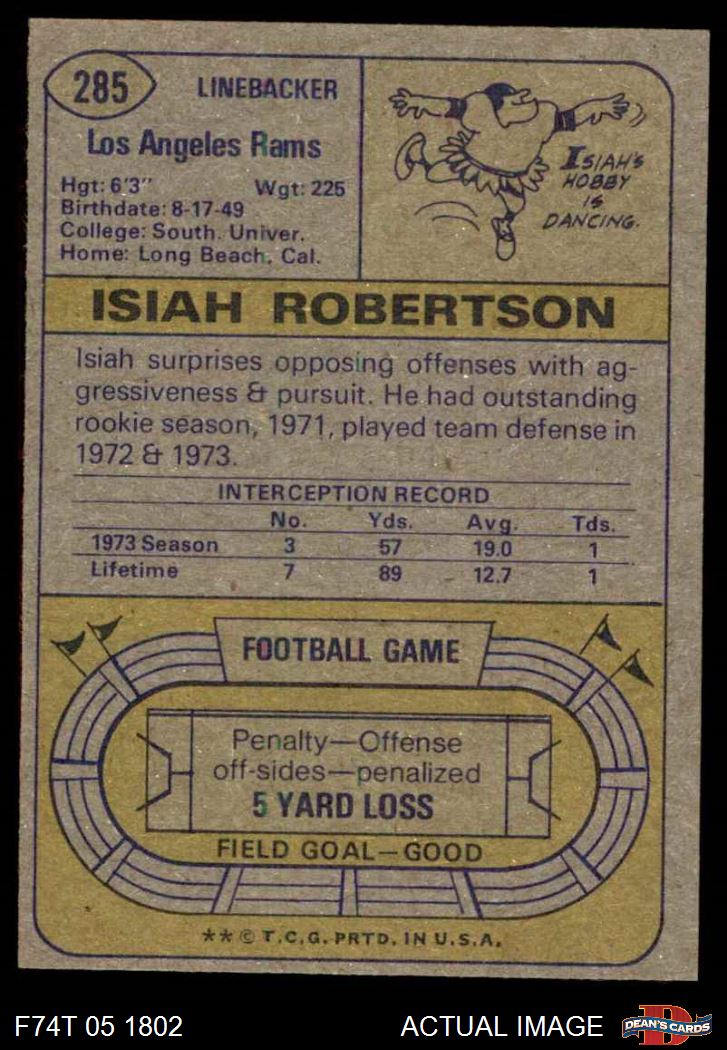 285
LINEBACKER
Los Angeles Rams
Hgt: 6'3" Wgt: 225
Birthdate: 8-17-49
College: South. Univer.
Home: Long Beach, Cal.
ISIAH'S
HOBBY
IS
DANCING.
ISIAH ROBERTSON
Isiah surprises opposing offenses with ag-
gressiveness & pursuit. He had outstanding
rookie season, 1971, played team defense in
1972 & 1973.
INTERCEPTION RECORD
No. Yds. Avg. Tds.
1973 Season 3 57 19.0 1
Lifetime 7 89 12.7 1
FOOTBALL GAME
Penalty—Offense
off-sides—penalized
5 YARD LOSS
FIELD GOAL—GOOD
** © T.C.G. PRTD. IN U.S.A.
F74T 05 1802 ACTUAL IMAGE
D
DEAN'S CARDS